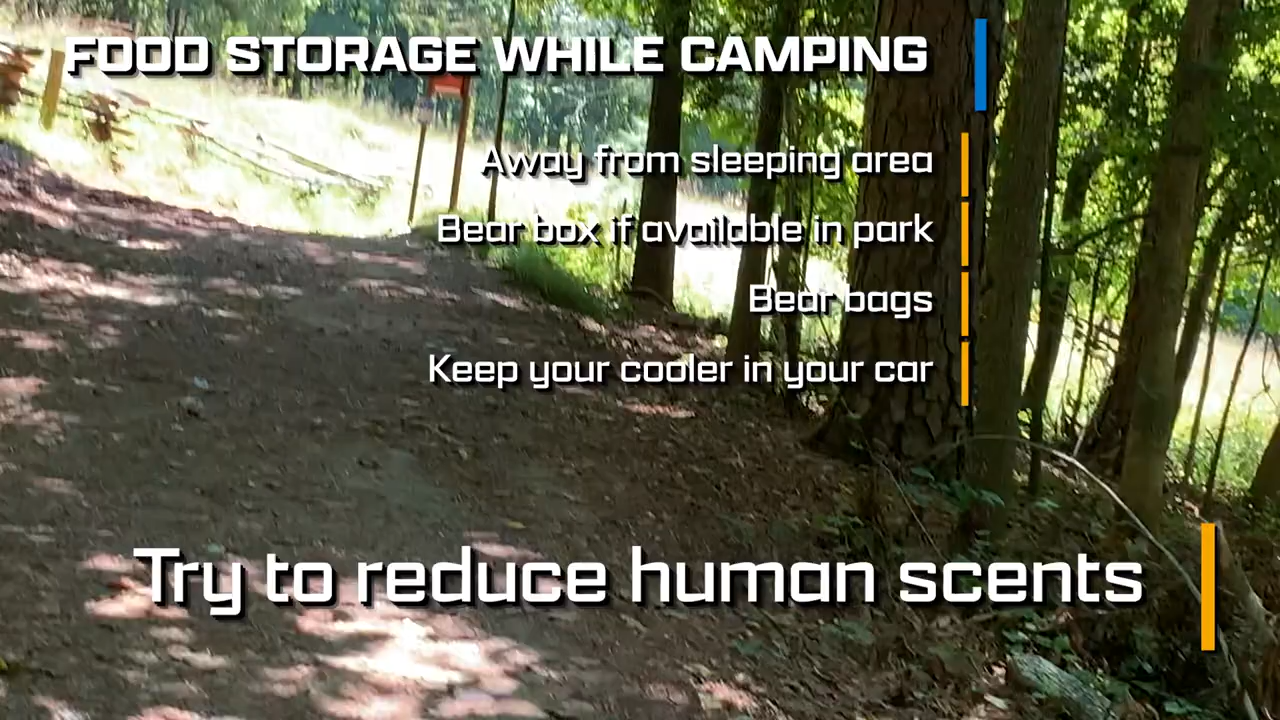 FOOD STORAGE WHILE CAMPING
Away from sleeping area
Bear box if available in park
Bear bags
Keep your cooler in your car
Try to reduce human scents